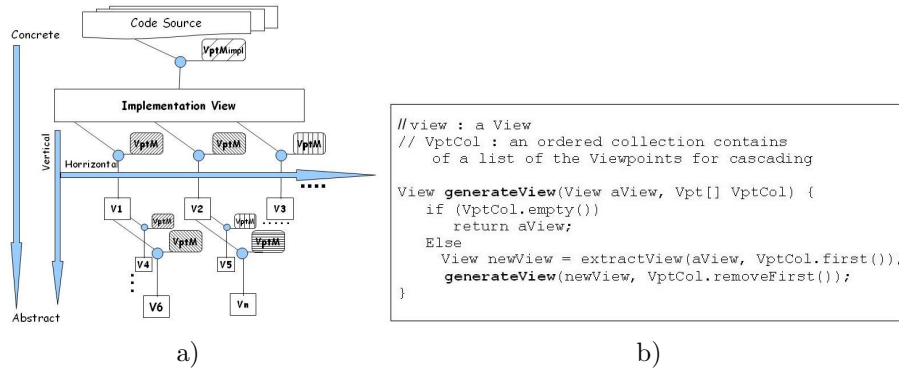 Code Source
Concrete
VptMimpl
Implementation View
Vertical
VptM
VptM
VptM
Horrizonta
....
V1
V2
V3
......
VptM
VptM
VptM
VptM
V4
V5
V6
Vn
Abstract
a)
// view : a View
// VptCol : an ordered collection contains
of a list of the Viewpoints for cascading
View generateView(View aView, Vpt[] VptCol) {
if (VptCol.empty())
return aView;
Else
View newView = extractView(aView, VptCol.first()),
generateView(newView, VptCol.removeFirst());
}
b)